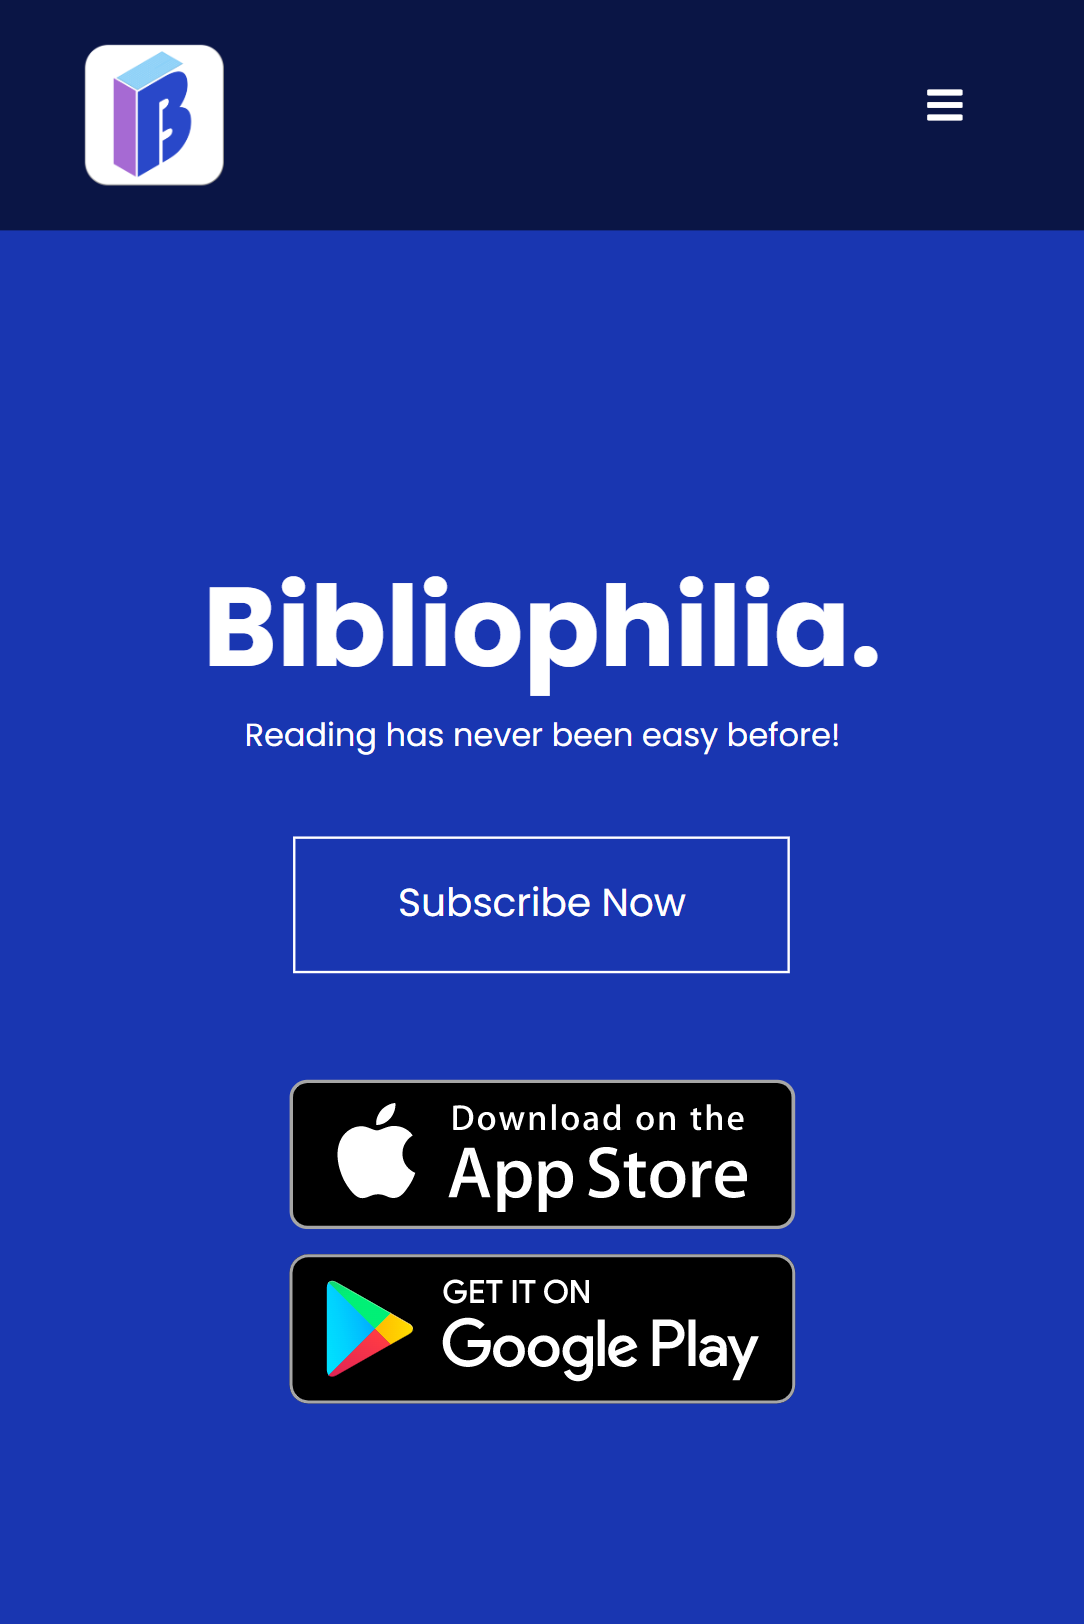 B
Bibliophilia.
Reading has never been easy before!
Subscribe Now
Download on the
App Store
GET IT ON
Google Play